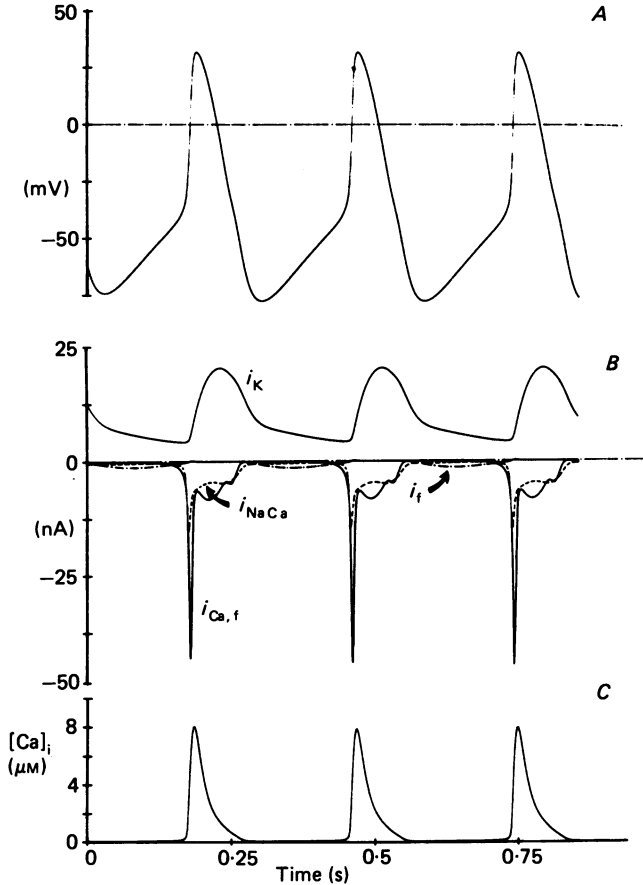 A
50
0
(mV)
−50
B
25
i_K
0
i_f
i_NaCa
(nA)
−25
i_Ca,f
−50
C
[Ca]_i
(μM)
8
4
0
0 0·25 0·5 0·75
Time (s)